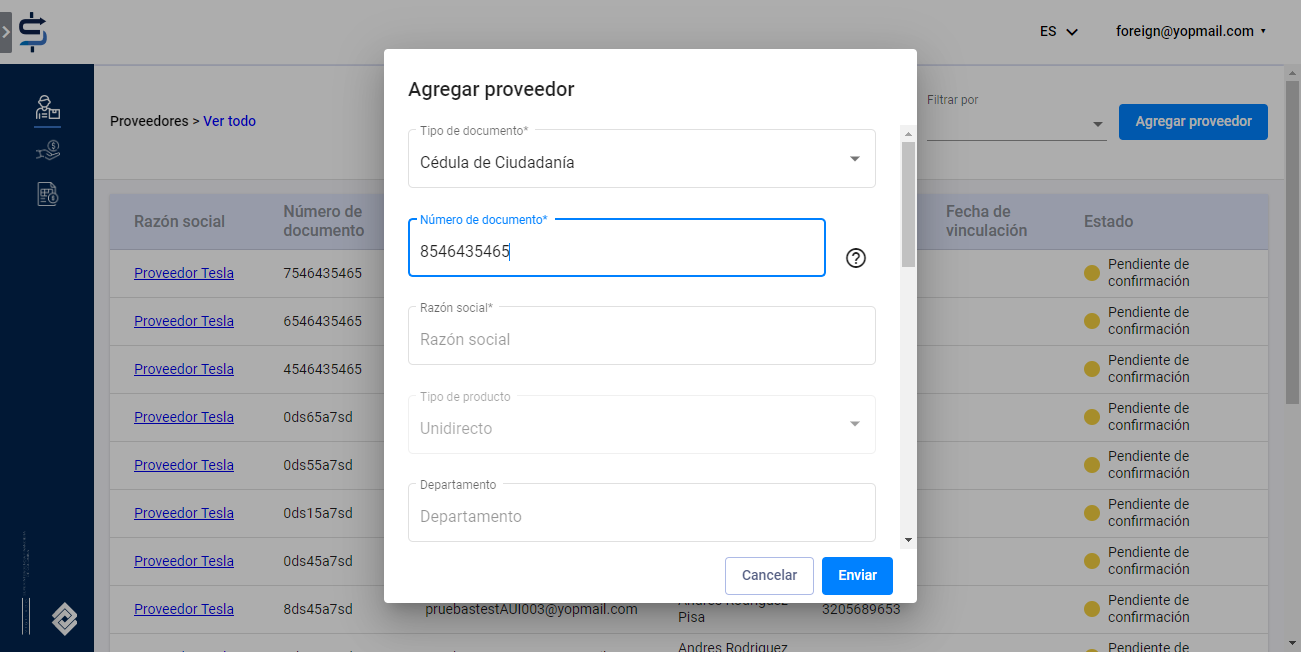 ES
foreign@yopmail.com
Proveedores > Ver todo
Filtrar por
Agregar proveedor
Razón social
Número de documento
Fecha de vinculación
Estado
Proveedor Tesla
7546435465
Pendiente de confirmación
Proveedor Tesla
6546435465
Pendiente de confirmación
Proveedor Tesla
4546435465
Pendiente de confirmación
Proveedor Tesla
0ds65a7sd
Pendiente de confirmación
Proveedor Tesla
0ds55a7sd
Pendiente de confirmación
Proveedor Tesla
0ds15a7sd
Pendiente de confirmación
Proveedor Tesla
0ds45a7sd
Pendiente de confirmación
Proveedor Tesla
8ds45a7sd
pruebastestAUI003@yopmail.com
Andres Rodriguez Pisa
3205689653
Pendiente de confirmación
Andres Rodriguez
Pendiente de
Agregar proveedor
Tipo de documento*
Cédula de Ciudadanía
Número de documento*
8546435465
Razón social*
Razón social
Tipo de producto
Unidirecto
Departamento
Departamento
Cancelar
Enviar